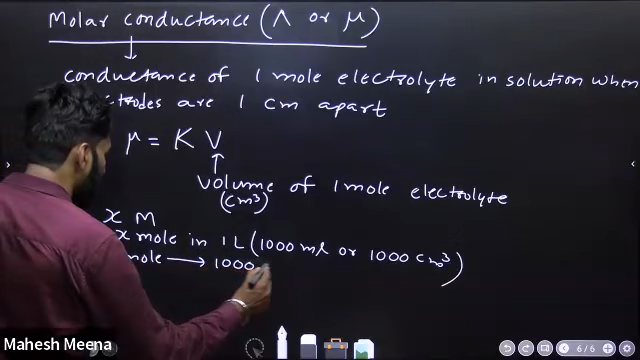 Molar conductance (Λ or μ)
conductance of 1 mole electrolyte in solution when
trodes are 1 cm apart
μ = K V
volume of 1 mole electrolyte
(cm³)
x M
x mole in 1 L (1000 ml or 1000 cm³)
mole → 1000
Mahesh Meena
6/6